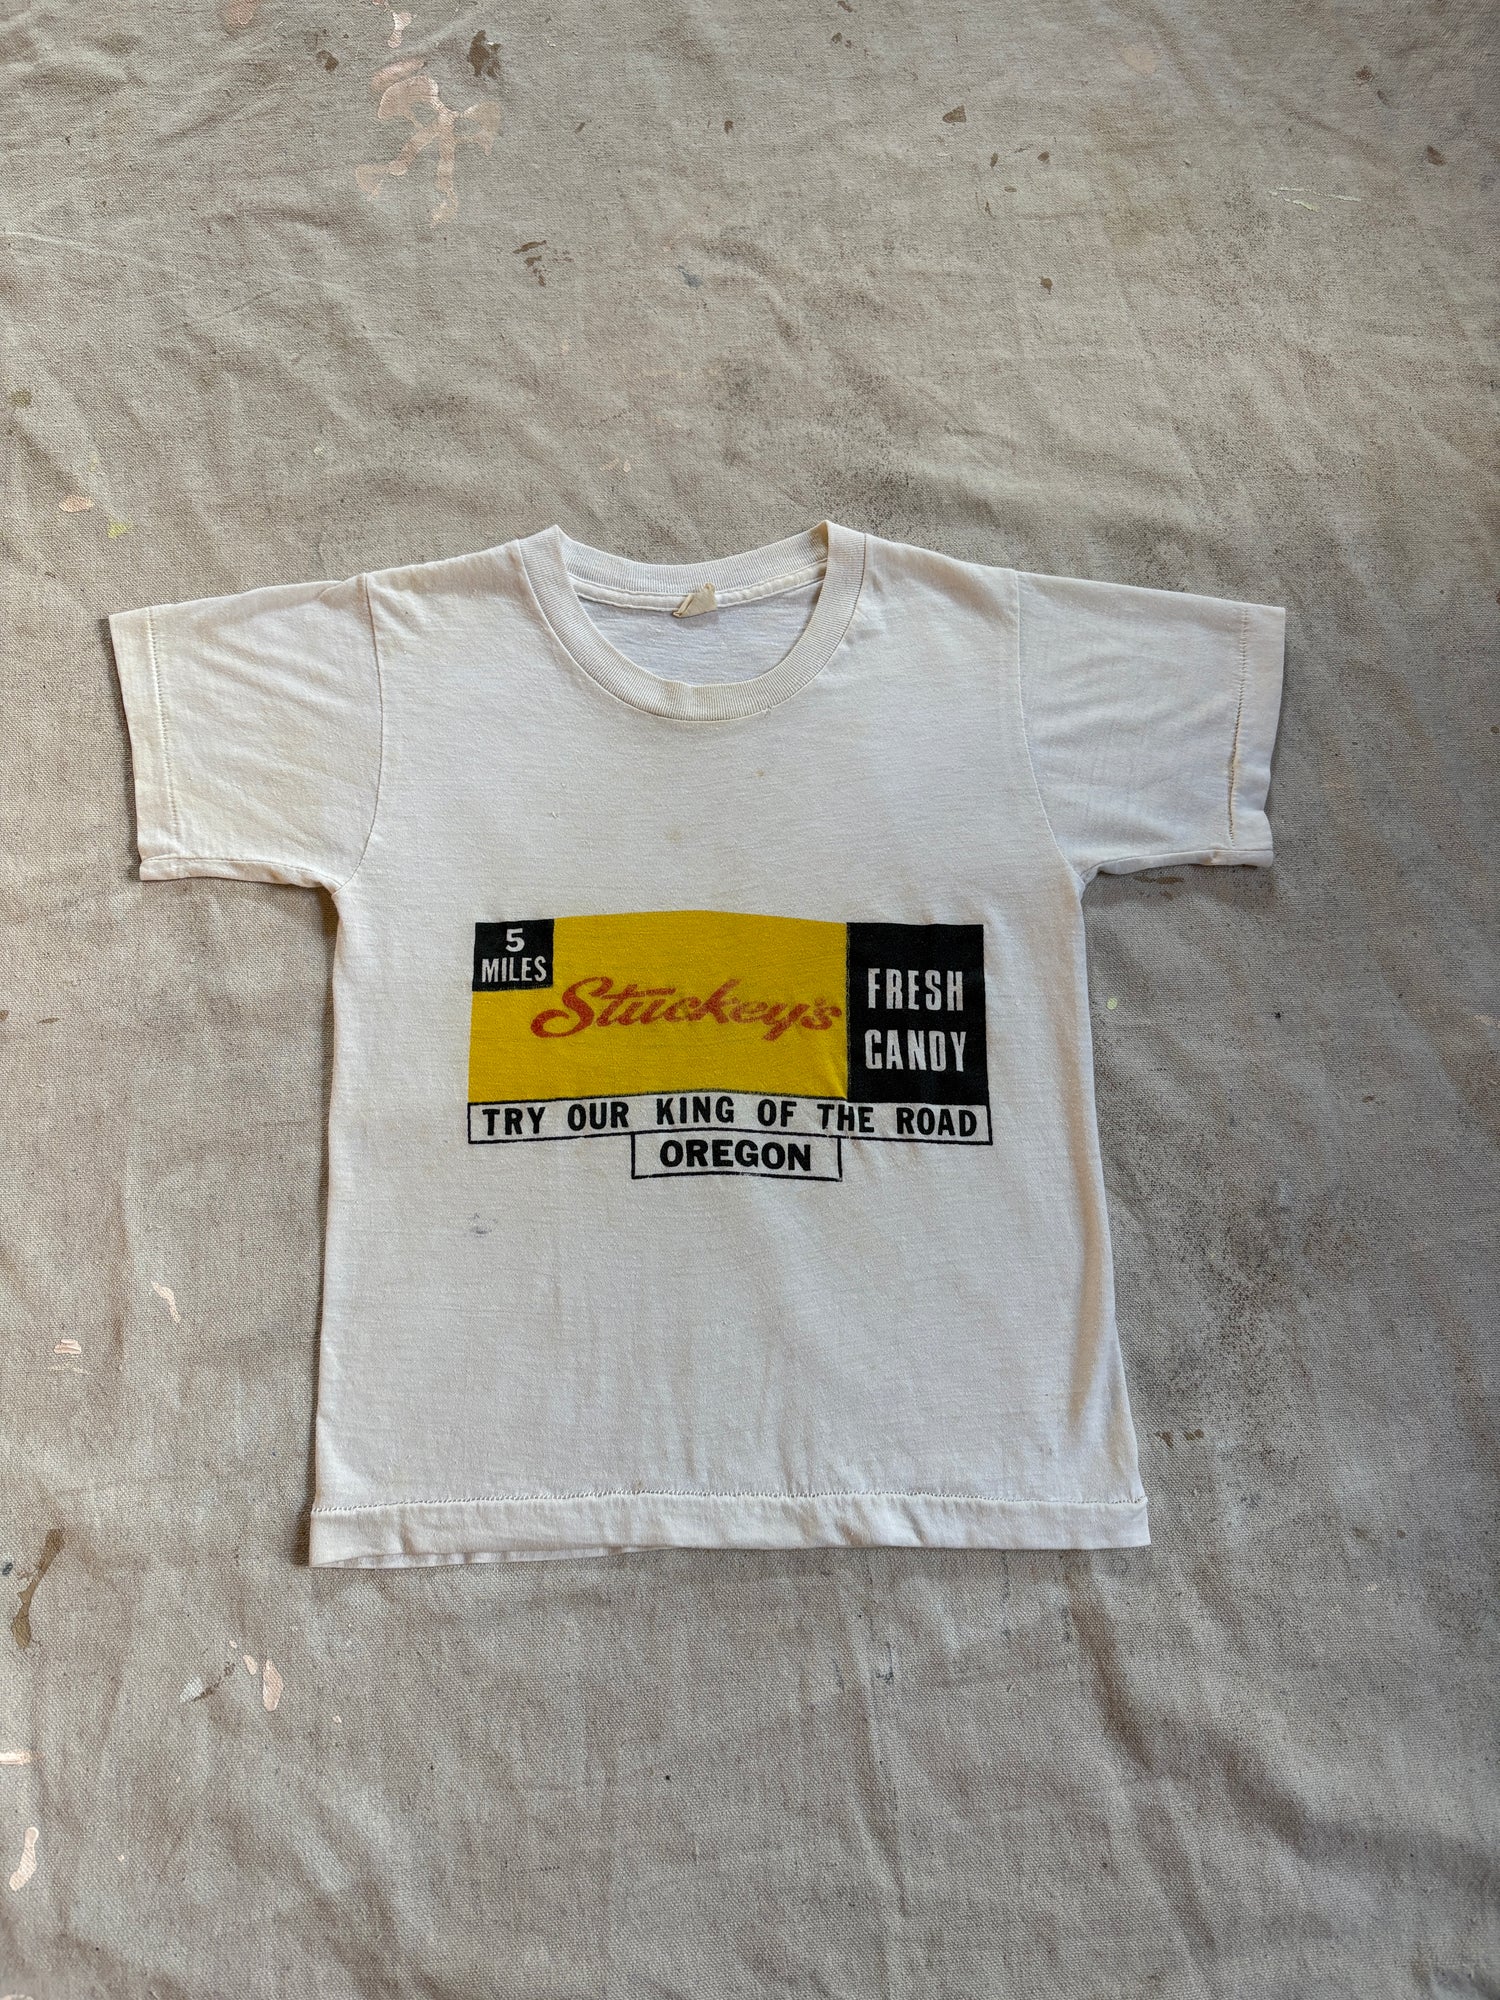 5
MILES
Stuckey's
FRESH
CANDY
TRY OUR KING OF THE ROAD
OREGON